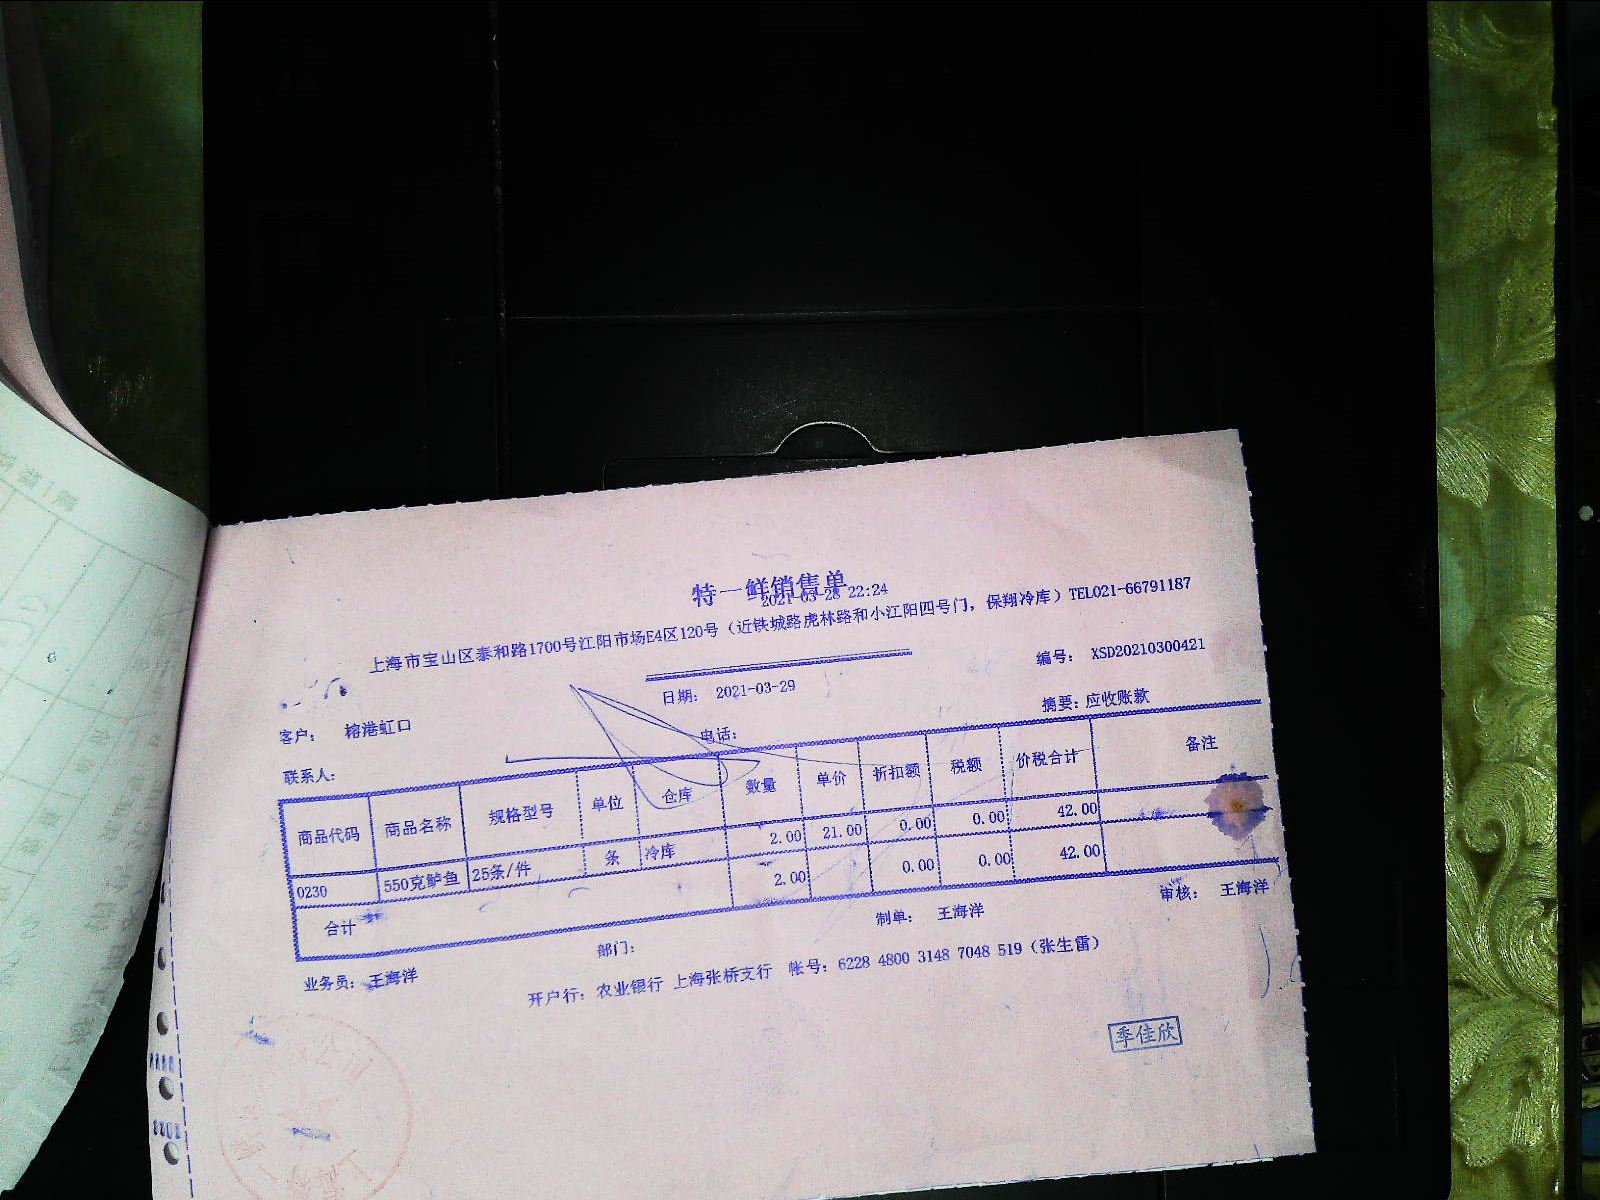 特一鲜销售单
2021-03-28 22:24
上海市宝山区泰和路1700号江阳市场E4区120号（近铁城路虎林路和小江阳四号门，保翔冷库）TEL021-66791187
日期： 2021-03-29 编号： XSD20210300421
客户： 榕港虹口 电话： 摘要：应收账款
联系人：
商品代码 商品名称 规格型号 单位 仓库 数量 单价 折扣额 税额 价税合计 备注
0230 550克鲈鱼 25条/件 条 冷库 2.00 21.00 0.00 0.00 42.00
合计 2.00 0.00 0.00 42.00
业务员： 王海洋 部门： 制单： 王海洋 审核： 王海洋
开户行：农业银行 上海张桥支行 帐号：6228 4800 3148 7048 519（张生雷）
季佳欣